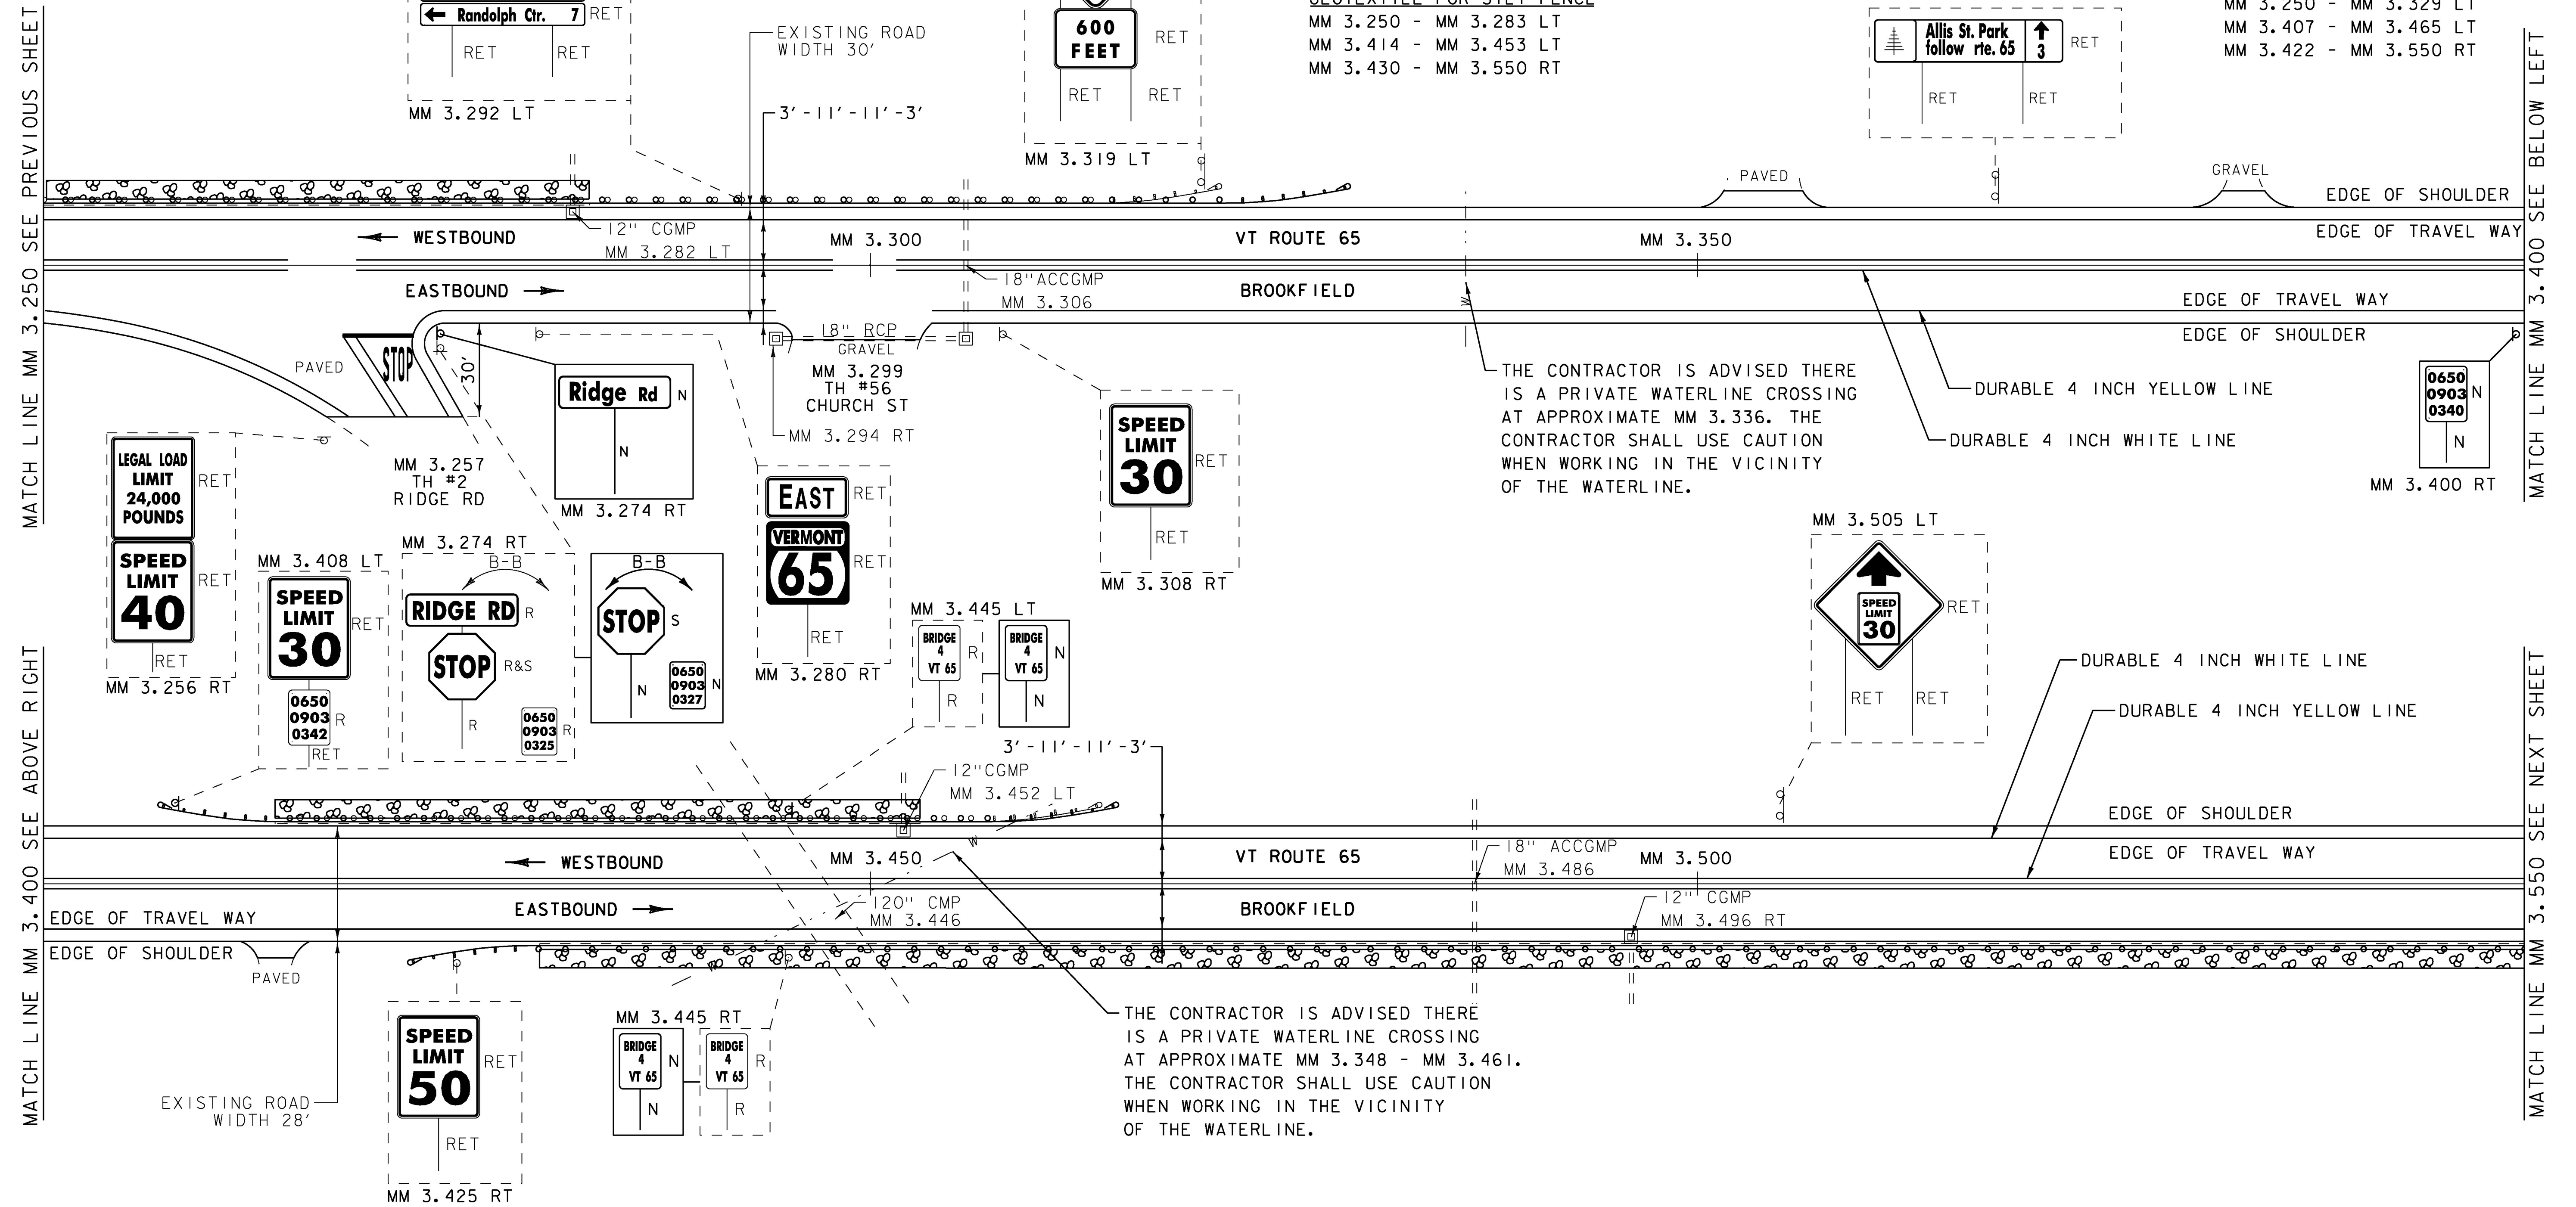 ← Randolph Ctr. 7 RET
RET RET
MM 3.292 LT
EXISTING ROAD
WIDTH 30'
3'-11'-11'-3'
600
FEET
RET
RET RET
MM 3.319 LT
GEOTEXTILE FOR SILT FENCE
MM 3.250 - MM 3.283 LT
MM 3.414 - MM 3.453 LT
MM 3.430 - MM 3.550 RT
Allis St. Park
follow rte. 65
↑
3
RET
RET RET
MM 3.250 - MM 3.329 LT
MM 3.407 - MM 3.465 LT
MM 3.422 - MM 3.550 RT
MATCH LINE MM 3.250 SEE PREVIOUS SHEET
MATCH LINE MM 3.400 SEE BELOW LEFT
PAVED
GRAVEL
EDGE OF SHOULDER
EDGE OF TRAVEL WAY
12" CGMP
MM 3.282 LT
← WESTBOUND
MM 3.300
VT ROUTE 65
MM 3.350
EASTBOUND →
18"ACCGMP
MM 3.306
BROOKFIELD
W
EDGE OF TRAVEL WAY
EDGE OF SHOULDER
PAVED
STOP
30'
18" RCP
GRAVEL
MM 3.299
TH #56
CHURCH ST
MM 3.294 RT
Ridge Rd
N
N
MM 3.274 RT
MM 3.257
TH #2
RIDGE RD
THE CONTRACTOR IS ADVISED THERE
IS A PRIVATE WATERLINE CROSSING
AT APPROXIMATE MM 3.336. THE
CONTRACTOR SHALL USE CAUTION
WHEN WORKING IN THE VICINITY
OF THE WATERLINE.
DURABLE 4 INCH YELLOW LINE
DURABLE 4 INCH WHITE LINE
0650
0903
0340
N
N
MM 3.400 RT
LEGAL LOAD
LIMIT
24,000
POUNDS
RET
SPEED
LIMIT
40
RET
RET
MM 3.256 RT
MM 3.408 LT
SPEED
LIMIT
30
RET
0650
0903
0342
R
RET
MM 3.274 RT
B-B
RIDGE RD
R
STOP
R&S
R
0650
0903
0325
R
B-B
STOP
S
N
0650
0903
0327
N
EAST
RET
VERMONT
65
RET
RET
MM 3.280 RT
SPEED
LIMIT
30
RET
RET
MM 3.308 RT
MM 3.445 LT
BRIDGE
4
VT 65
R
R
BRIDGE
4
VT 65
N
N
MM 3.505 LT
SPEED
LIMIT
30
RET
RET RET
DURABLE 4 INCH WHITE LINE
DURABLE 4 INCH YELLOW LINE
MATCH LINE MM 3.400 SEE ABOVE RIGHT
MATCH LINE MM 3.550 SEE NEXT SHEET
3'-11'-11'-3'
12"CGMP
MM 3.452 LT
EDGE OF SHOULDER
EDGE OF TRAVEL WAY
← WESTBOUND
MM 3.450
W
VT ROUTE 65
18" ACCGMP
MM 3.486
MM 3.500
EDGE OF TRAVEL WAY
EDGE OF SHOULDER
EASTBOUND →
120" CMP
MM 3.446
BROOKFIELD
12" CGMP
MM 3.496 RT
PAVED
W
EXISTING ROAD
WIDTH 28'
SPEED
LIMIT
50
RET
RET
MM 3.425 RT
MM 3.445 RT
BRIDGE
4
VT 65
N
N
BRIDGE
4
VT 65
R
R
THE CONTRACTOR IS ADVISED THERE
IS A PRIVATE WATERLINE CROSSING
AT APPROXIMATE MM 3.348 - MM 3.461.
THE CONTRACTOR SHALL USE CAUTION
WHEN WORKING IN THE VICINITY
OF THE WATERLINE.